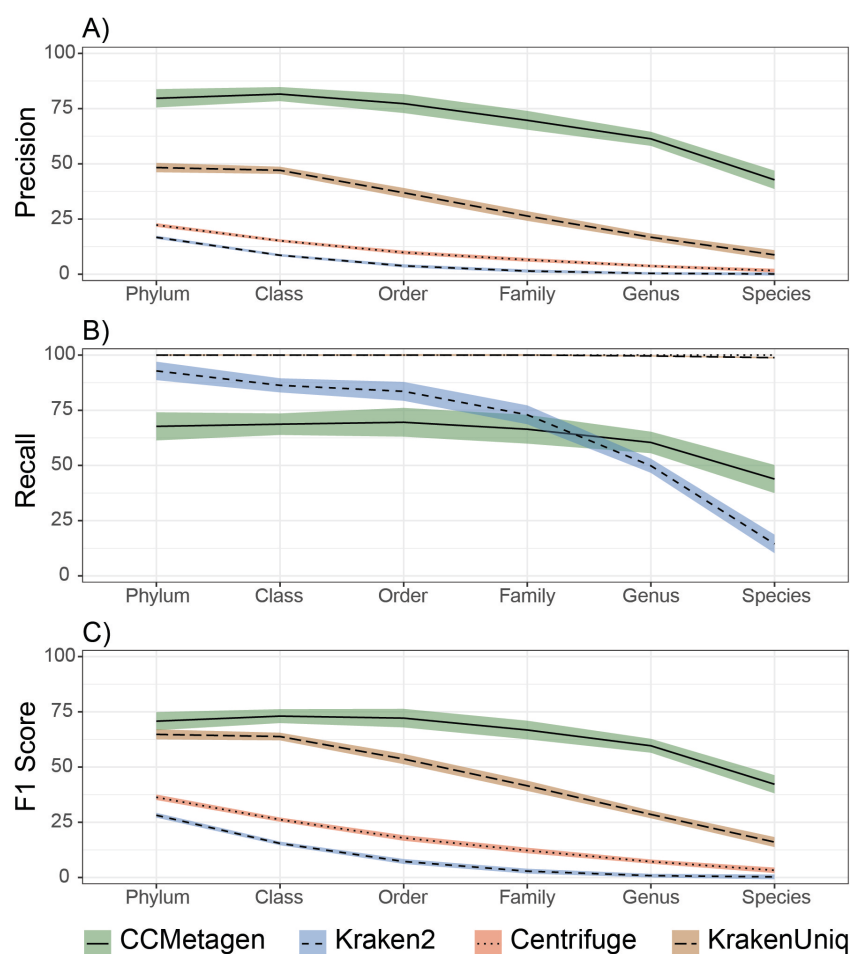 A)
100
75
50
25
0
Precision
Phylum Class Order Family Genus Species
B)
100
75
50
25
0
Recall
Phylum Class Order Family Genus Species
C)
100
75
50
25
0
F1 Score
Phylum Class Order Family Genus Species
CCMetagen Kraken2 Centrifuge KrakenUniq